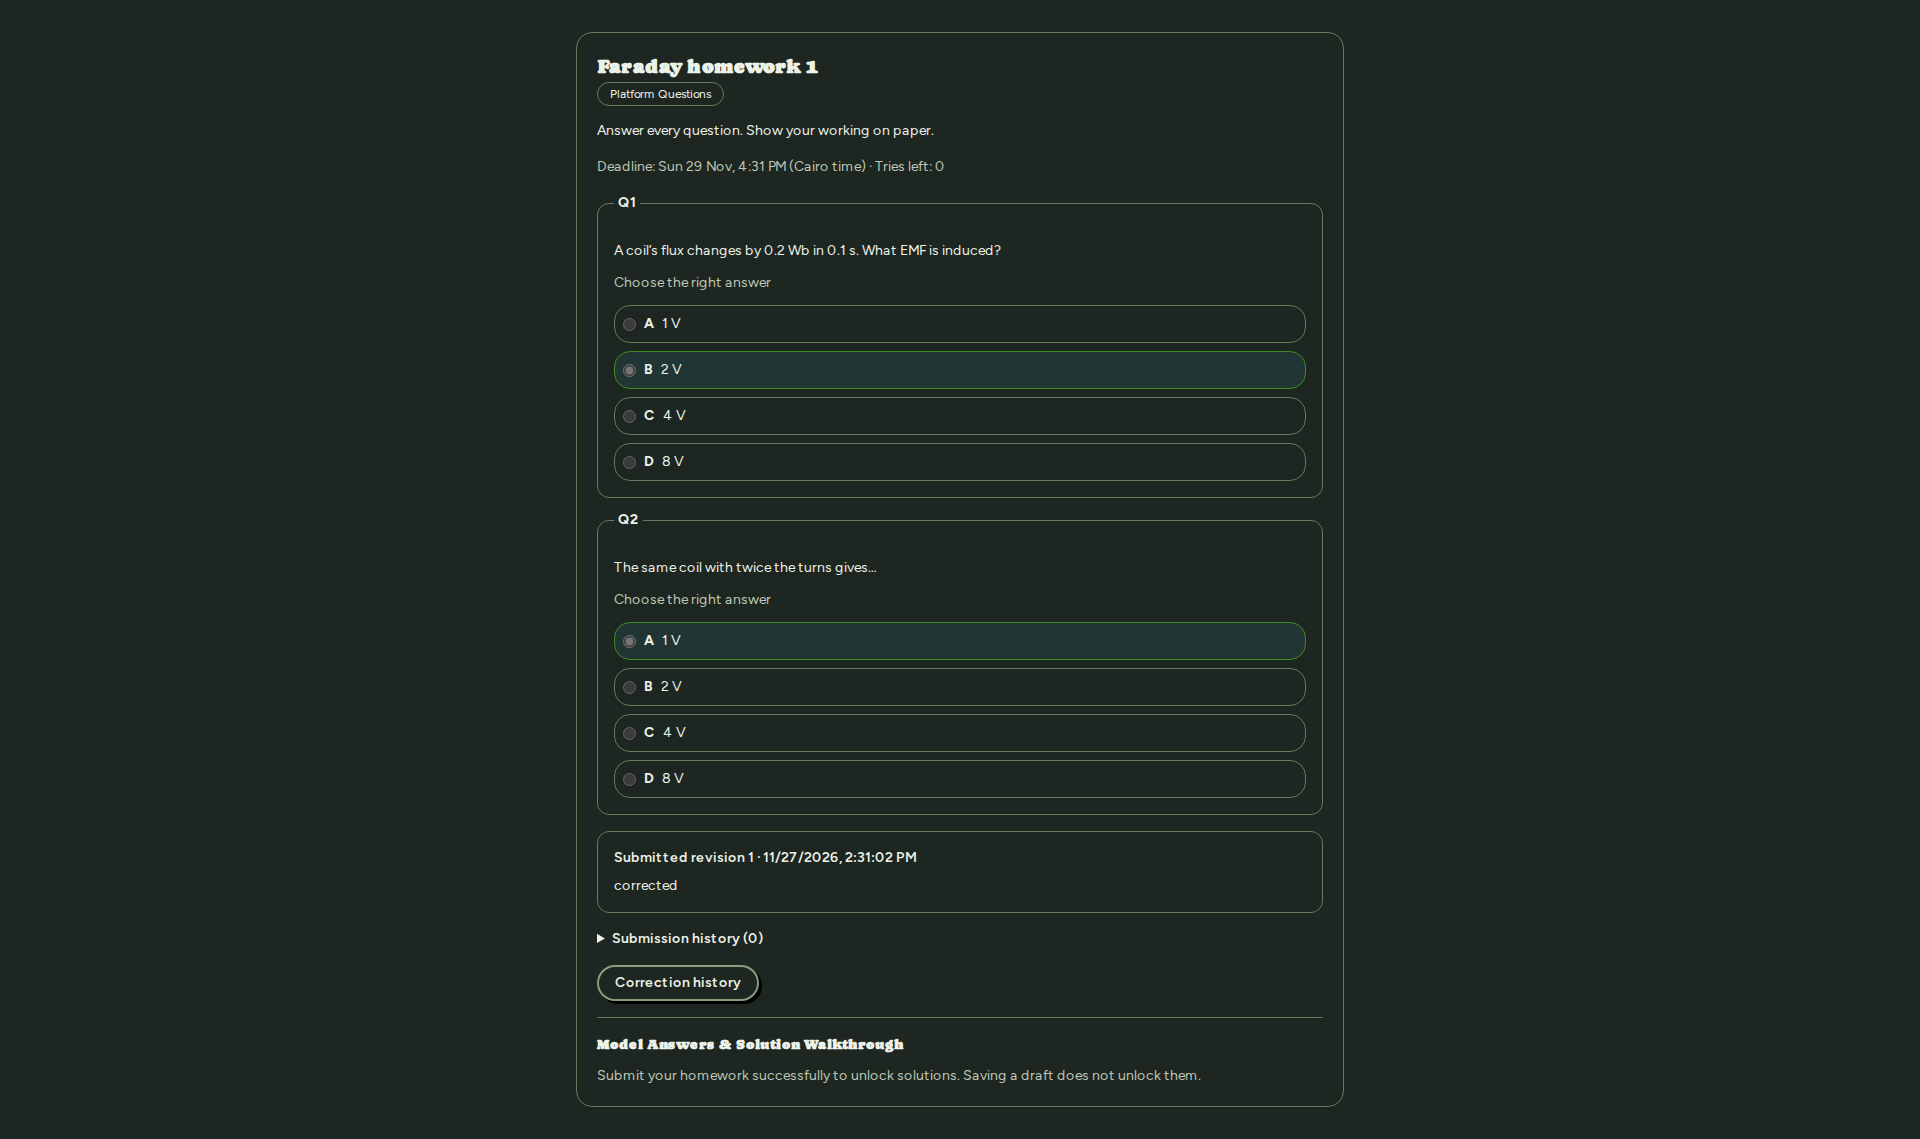 Faraday homework 1
Platform Questions
Answer every question. Show your working on paper.
Deadline: Sun 29 Nov, 4:31 PM (Cairo time) · Tries left: 0
Q1
A coil’s flux changes by 0.2 Wb in 0.1 s. What EMF is induced?
Choose the right answer
A 1 V
B 2 V
C 4 V
D 8 V
Q2
The same coil with twice the turns gives…
Choose the right answer
A 1 V
B 2 V
C 4 V
D 8 V
Submitted revision 1 · 11/27/2026, 2:31:02 PM
corrected
Submission history (0)
Correction history
Model Answers & Solution Walkthrough
Submit your homework successfully to unlock solutions. Saving a draft does not unlock them.